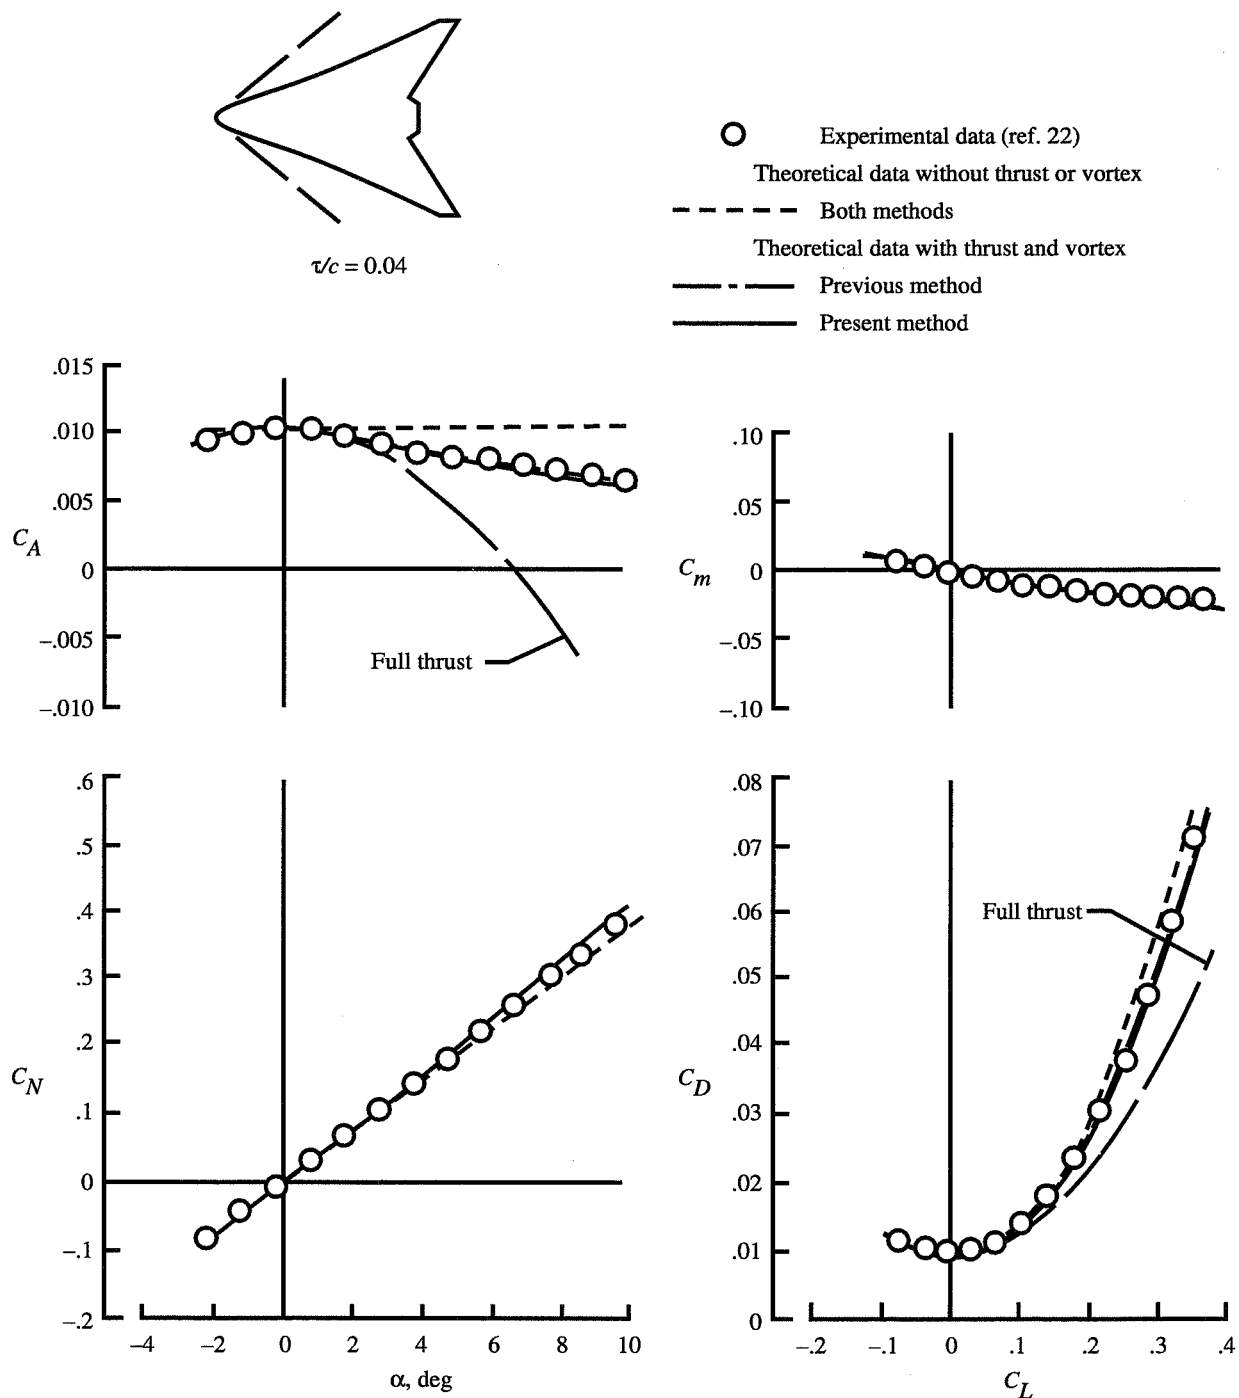 τ/c = 0.04
Experimental data (ref. 22)
Theoretical data without thrust or vortex
Both methods
Theoretical data with thrust and vortex
Previous method
Present method
.015
.010
.005
C_A
0
–.005
Full thrust
–.010
.10
.05
C_m
0
–.05
–.10
.6
.5
.4
.3
.2
C_N
.1
0
–.1
–.2
–4
–2
0
2
4
6
8
10
α, deg
.08
.07
Full thrust
.06
.05
.04
C_D
.03
.02
.01
0
–.2
–.1
0
.1
.2
.3
.4
C_L